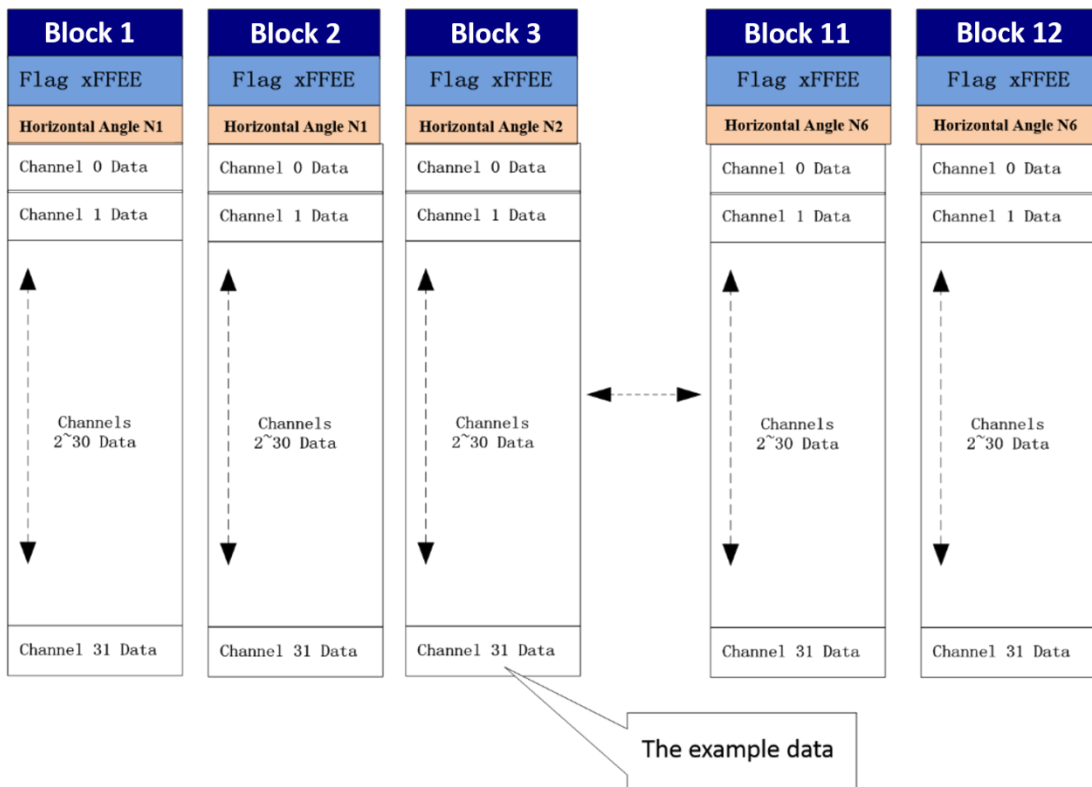 Block 1
Flag xFFEE
Horizontal Angle N1
Channel 0 Data
Channel 1 Data
Channels
2~30 Data
Channel 31 Data
Block 2
Flag xFFEE
Horizontal Angle N1
Channel 0 Data
Channel 1 Data
Channels
2~30 Data
Channel 31 Data
Block 3
Flag xFFEE
Horizontal Angle N2
Channel 0 Data
Channel 1 Data
Channels
2~30 Data
Channel 31 Data
The example data
Block 11
Flag xFFEE
Horizontal Angle N6
Channel 0 Data
Channel 1 Data
Channels
2~30 Data
Channel 31 Data
Block 12
Flag xFFEE
Horizontal Angle N6
Channel 0 Data
Channel 1 Data
Channels
2~30 Data
Channel 31 Data